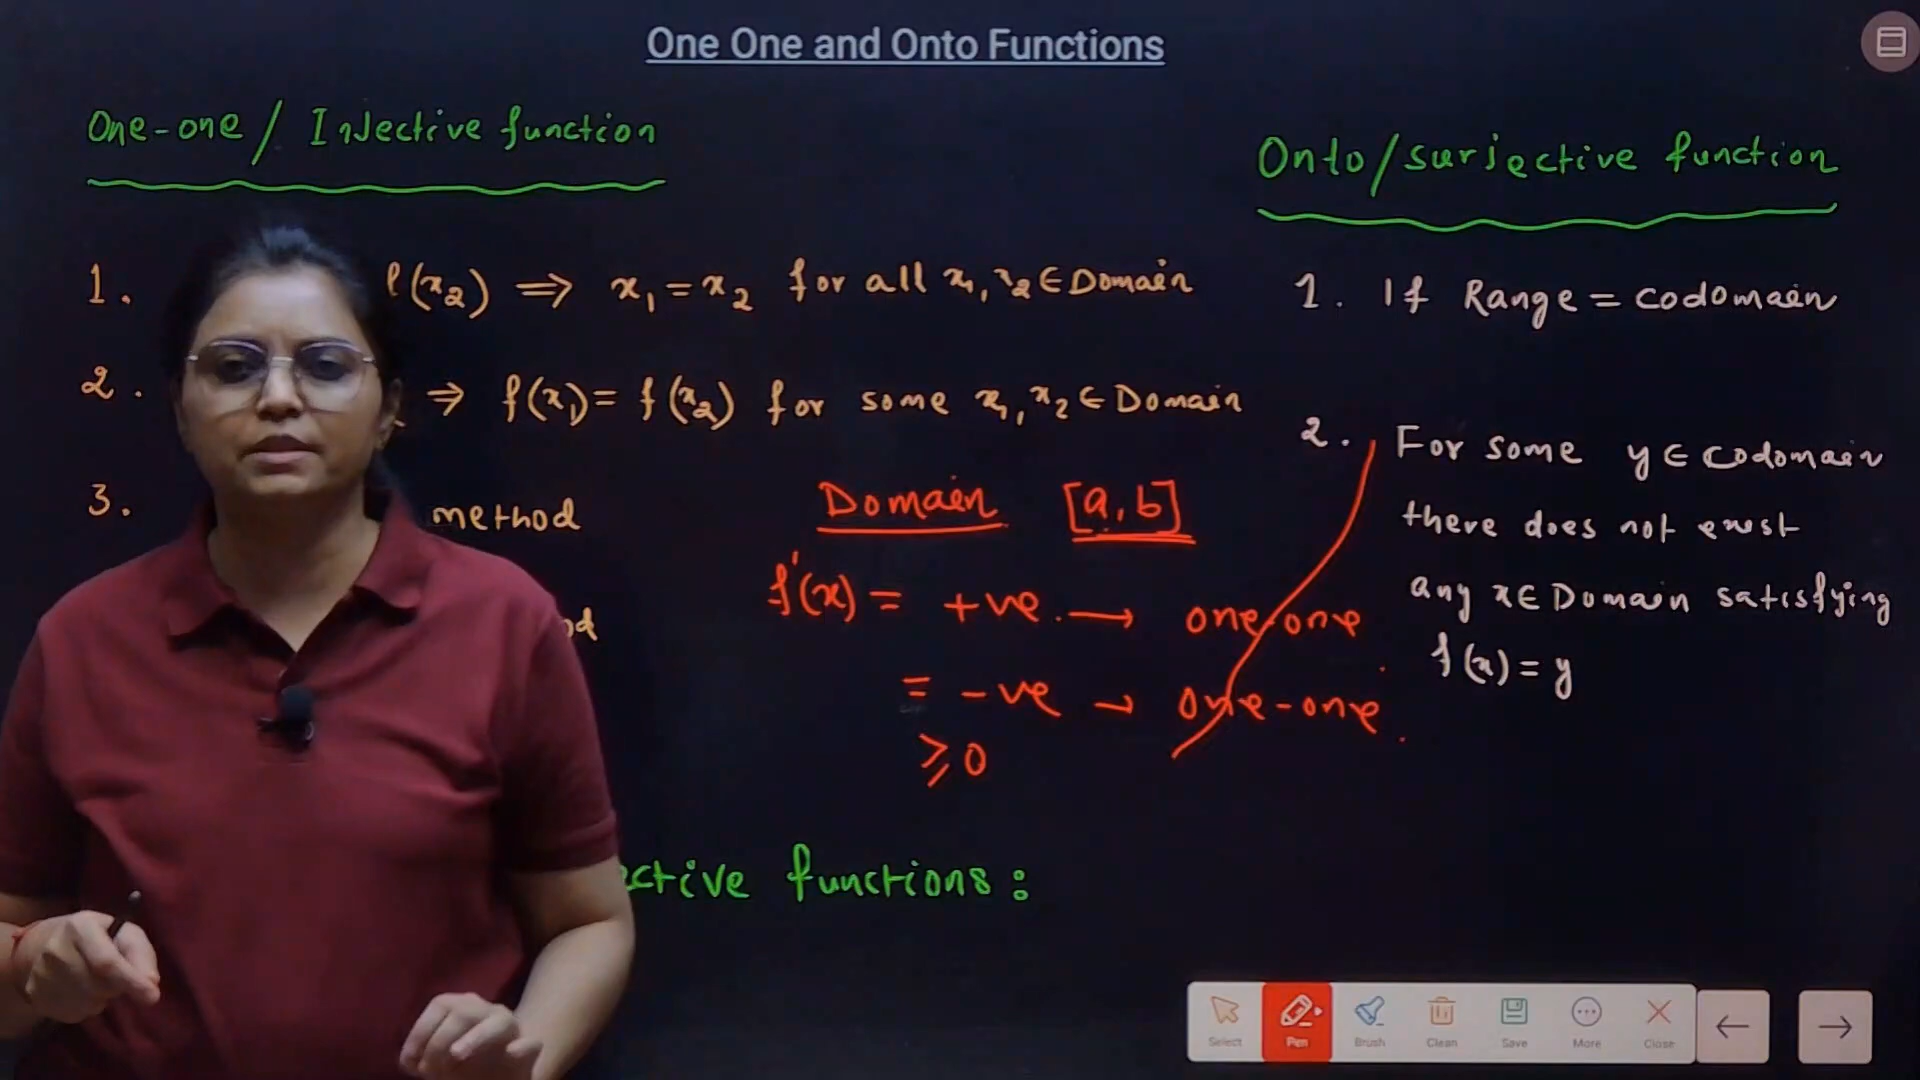 One One and Onto Functions
One-one / Injective function
1. f(x₂) ⇒ x₁ = x₂ for all x₁, x₂ ∈ Domain
2. ⇒ f(x₁) = f(x₂) for some x₁, x₂ ∈ Domain
3. method
Domain [a,b]
f'(x) = +ve. → one-one
= -ve → one-one
≥ 0
ctive functions:
Onto / surjective function
1. If Range = codomain
2. For some y ∈ codomain
there does not exist
any x ∈ Domain satisfying
f(x) = y
Select
Pen
Brush
Clean
Save
More
Close